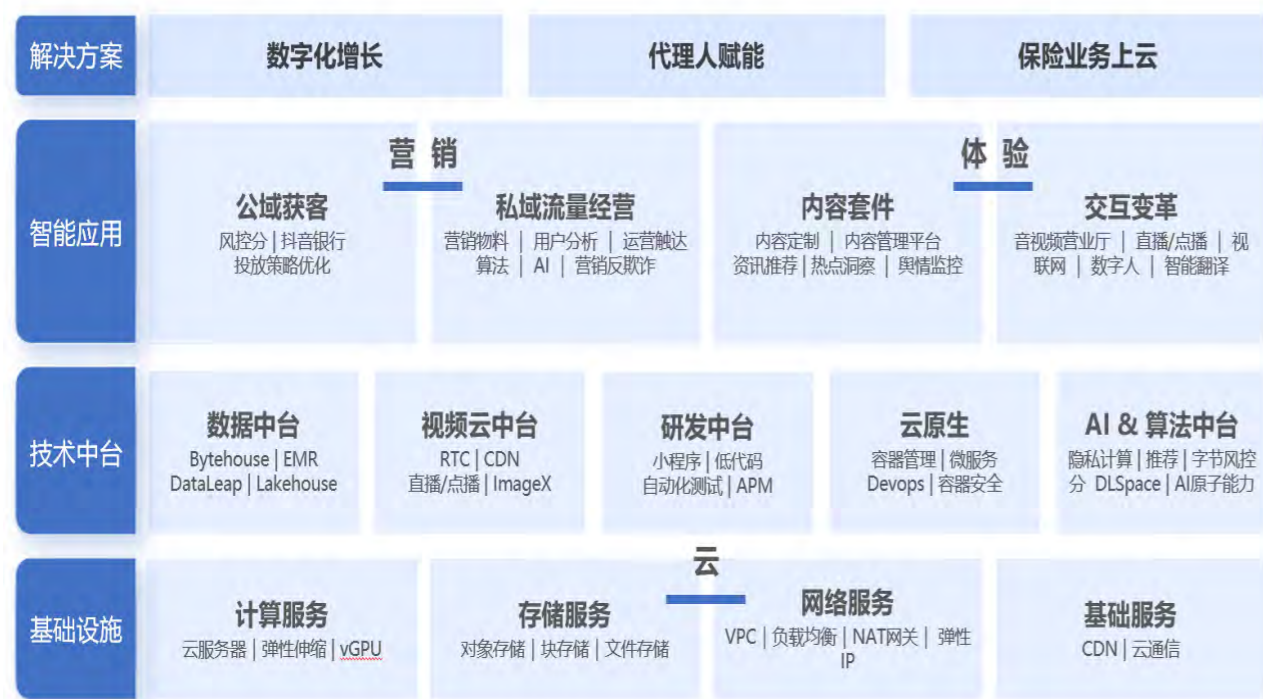 解决方案
数字化增长
代理人赋能
保险业务上云
智能应用
营 销
公域获客
风控分 | 抖音银行
投放策略优化
私域流量经营
营销物料 | 用户分析 | 运营触达
算法 | AI | 营销反欺诈
体 验
内容套件
内容定制 | 内容管理平台
资讯推荐 | 热点洞察 | 舆情监控
交互变革
音视频营业厅 | 直播/点播 | 视
联网 | 数字人 | 智能翻译
技术中台
数据中台
Bytehouse | EMR
DataLeap | Lakehouse
视频云中台
RTC | CDN
直播/点播 | ImageX
研发中台
小程序 | 低代码
自动化测试 | APM
云原生
容器管理 | 微服务
Devops | 容器安全
AI & 算法中台
隐私计算 | 推荐 | 字节风控
分 DLSpace | AI原子能力
云
基础设施
计算服务
云服务器 | 弹性伸缩 | vGPU
存储服务
对象存储 | 块存储 | 文件存储
网络服务
VPC | 负载均衡 | NAT网关 | 弹性
IP
基础服务
CDN | 云通信